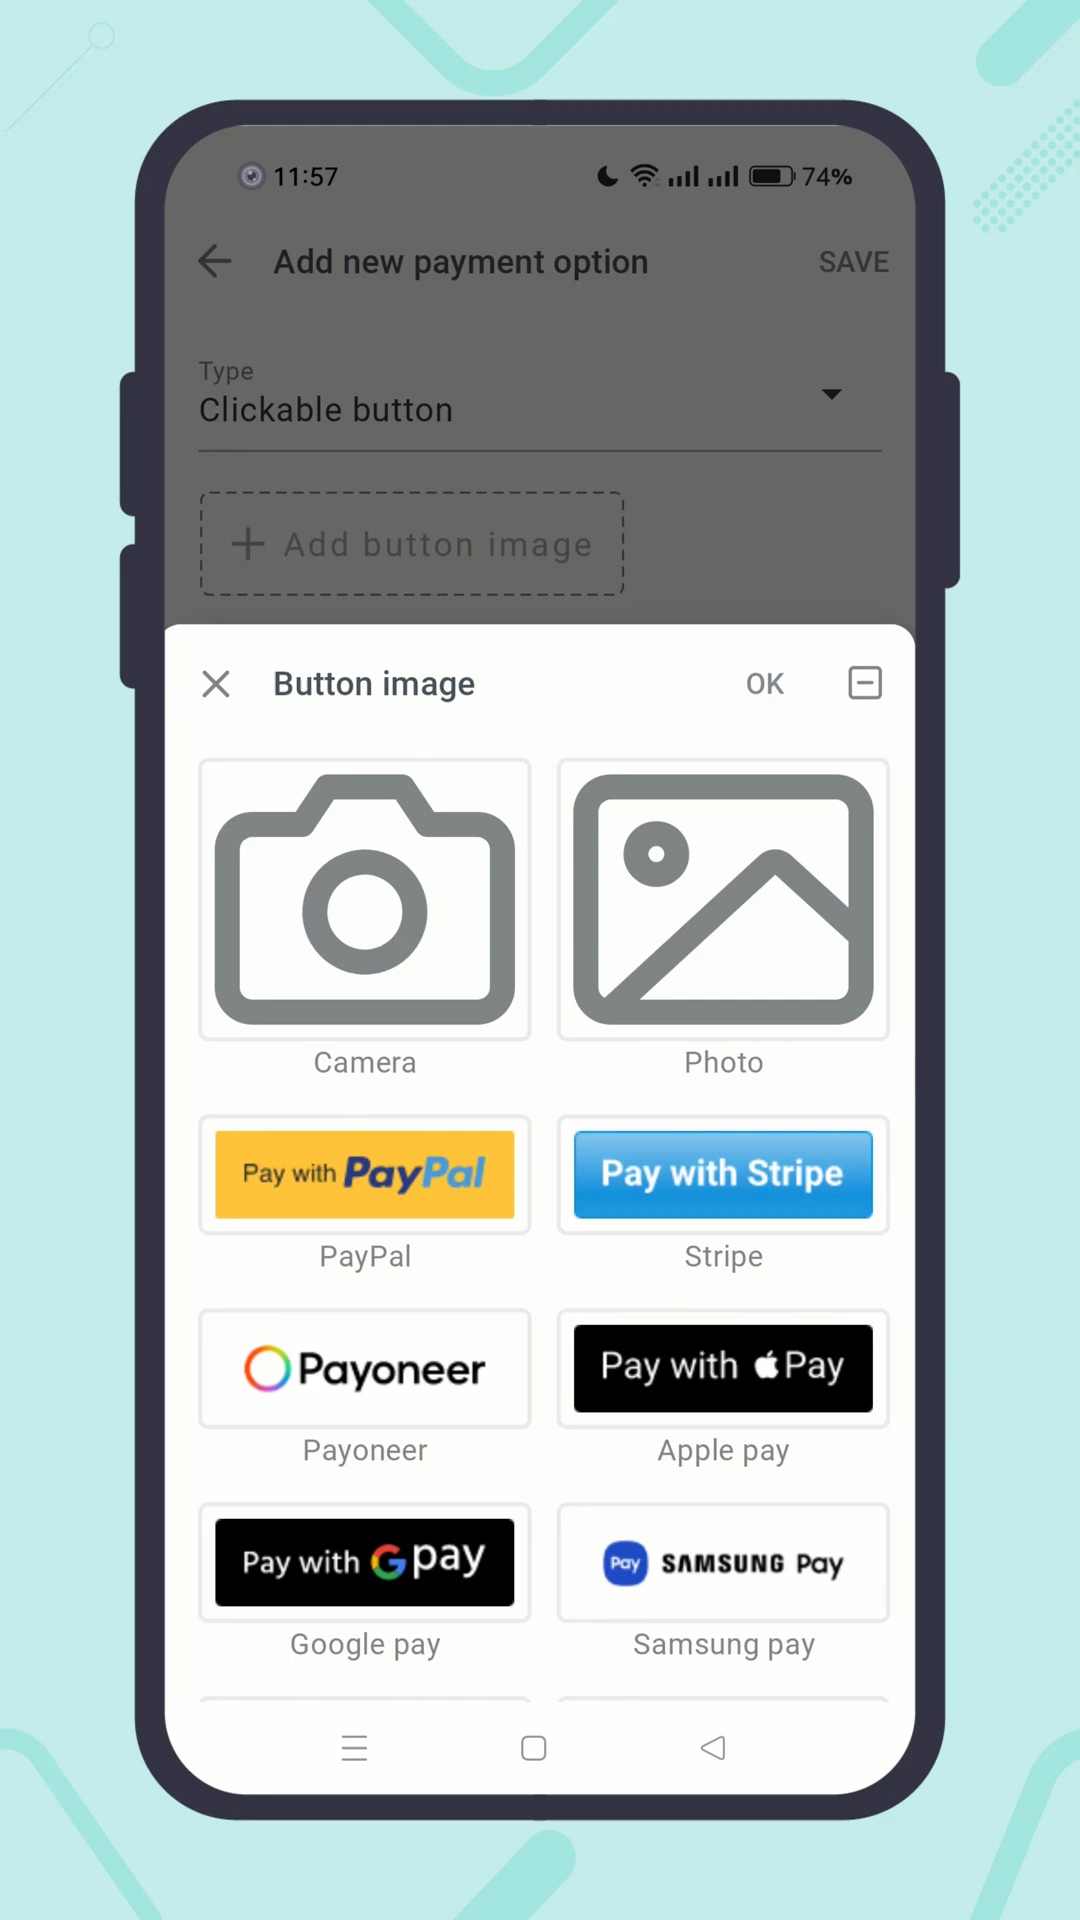 11:57 74%
Add new payment option SAVE
Type
Clickable button
Add button image
Button image OK
Camera Photo
Pay with PayPal Pay with Stripe
PayPal Stripe
Payoneer Pay with Pay
Payoneer Apple pay
Pay with G pay Pay SAMSUNG Pay
Google pay Samsung pay